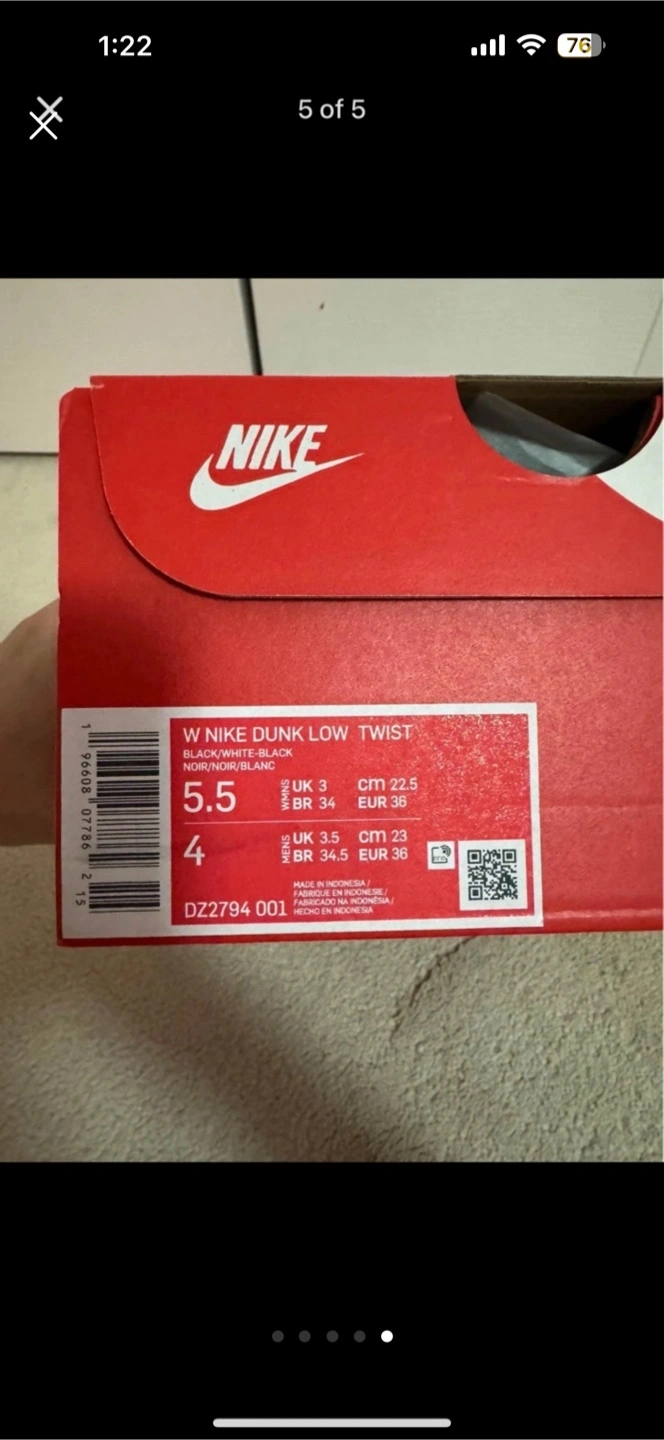 1:22
76
5 of 5
NIKE
W NIKE DUNK LOW TWIST
BLACK/WHITE-BLACK
NOIR/NOIR/BLANC
5.5
WMNS
UK 3 cm 22.5
BR 34 EUR 36
4
MENS
UK 3.5 cm 23
BR 34.5 EUR 36
DZ2794 001
MADE IN INDONESIA /
FABRIQUE EN INDONESIE /
FABRICADO NA INDONÉSIA /
HECHO EN INDONESIA
1 96608 07786 2 15